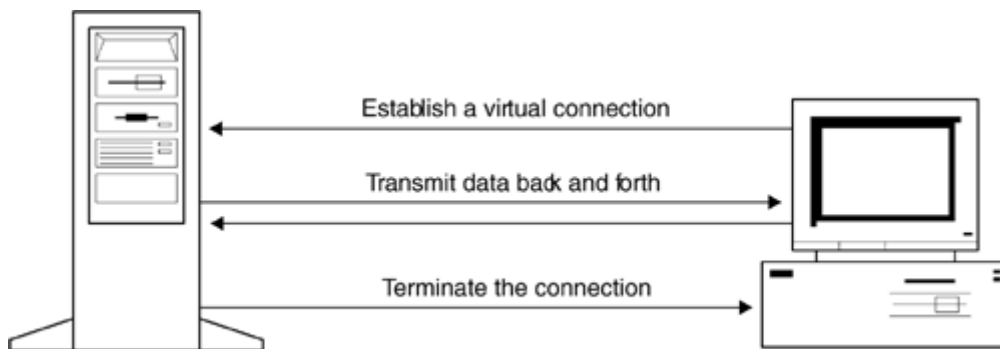 Establish a virtual connection
Transmit data back and forth
Terminate the connection